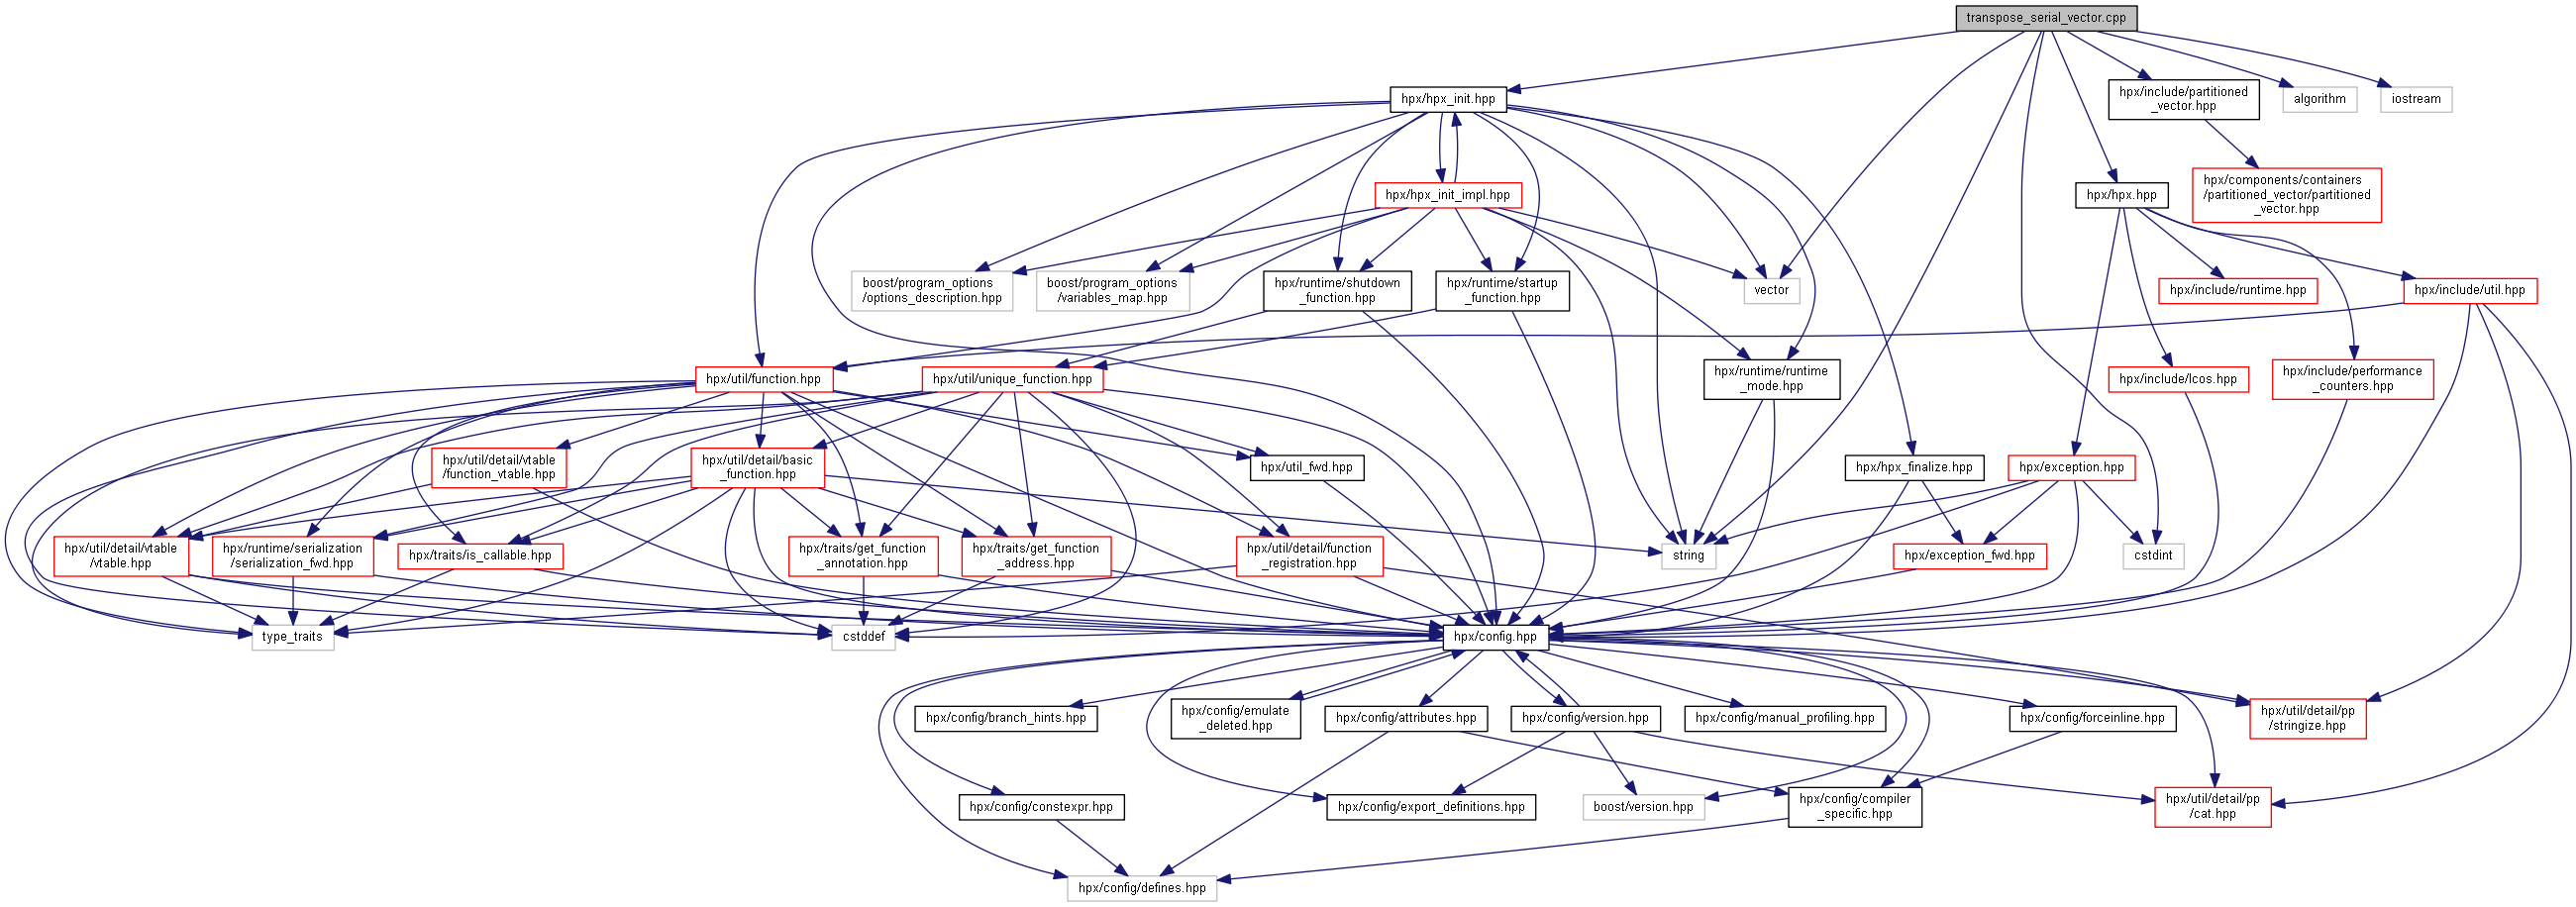 transpose_serial_vector.cpp
hpx/hpx_init.hpp
hpx/include/partitioned
_vector.hpp
algorithm
iostream
hpx/hpx_init_impl.hpp
hpx/hpx.hpp
hpx/components/containers
/partitioned_vector/partitioned
_vector.hpp
boost/program_options
/options_description.hpp
boost/program_options
/variables_map.hpp
hpx/runtime/shutdown
_function.hpp
hpx/runtime/startup
_function.hpp
vector
hpx/include/runtime.hpp
hpx/include/util.hpp
hpx/util/function.hpp
hpx/util/unique_function.hpp
hpx/runtime/runtime
_mode.hpp
hpx/include/lcos.hpp
hpx/include/performance
_counters.hpp
hpx/util/detail/vtable
/function_vtable.hpp
hpx/util/detail/basic
_function.hpp
hpx/util_fwd.hpp
hpx/hpx_finalize.hpp
hpx/exception.hpp
hpx/util/detail/vtable
/vtable.hpp
hpx/runtime/serialization
/serialization_fwd.hpp
hpx/traits/is_callable.hpp
hpx/traits/get_function
_annotation.hpp
hpx/traits/get_function
_address.hpp
hpx/util/detail/function
_registration.hpp
string
hpx/exception_fwd.hpp
cstdint
type_traits
cstddef
hpx/config.hpp
hpx/config/branch_hints.hpp
hpx/config/emulate
_deleted.hpp
hpx/config/attributes.hpp
hpx/config/version.hpp
hpx/config/manual_profiling.hpp
hpx/config/forceinline.hpp
hpx/util/detail/pp
/stringize.hpp
hpx/config/constexpr.hpp
hpx/config/export_definitions.hpp
boost/version.hpp
hpx/config/compiler
_specific.hpp
hpx/util/detail/pp
/cat.hpp
hpx/config/defines.hpp